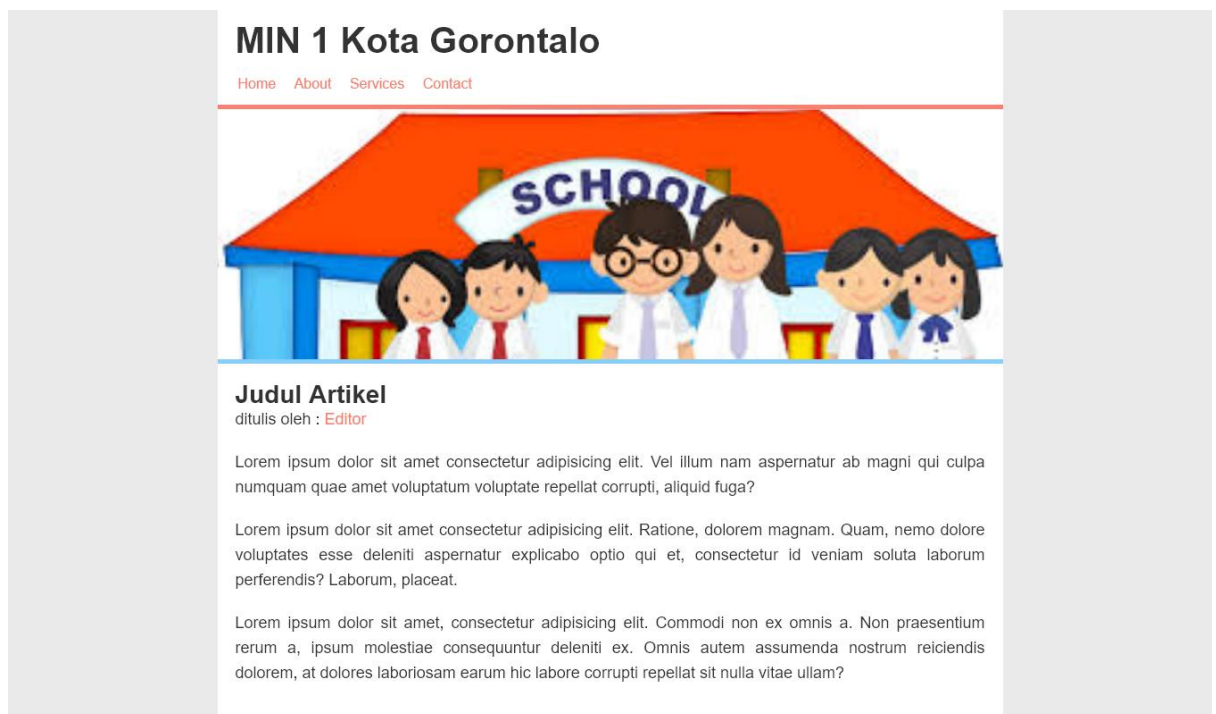 MIN 1 Kota Gorontalo
Home About Services Contact
SCHOOL
Judul Artikel
ditulis oleh : Editor
Lorem ipsum dolor sit amet consectetur adipisicing elit. Vel illum nam aspernatur ab magni qui culpa
numquam quae amet voluptatum voluptate repellat corrupti, aliquid fuga?
Lorem ipsum dolor sit amet consectetur adipisicing elit. Ratione, dolorem magnam. Quam, nemo dolore
voluptates esse deleniti aspernatur explicabo optio qui et, consectetur id veniam soluta laborum
perferendis? Laborum, placeat.
Lorem ipsum dolor sit amet, consectetur adipisicing elit. Commodi non ex omnis a. Non praesentium
rerum a, ipsum molestiae consequuntur deleniti ex. Omnis autem assumenda nostrum reiciendis
dolorem, at dolores laboriosam earum hic labore corrupti repellat sit nulla vitae ullam?